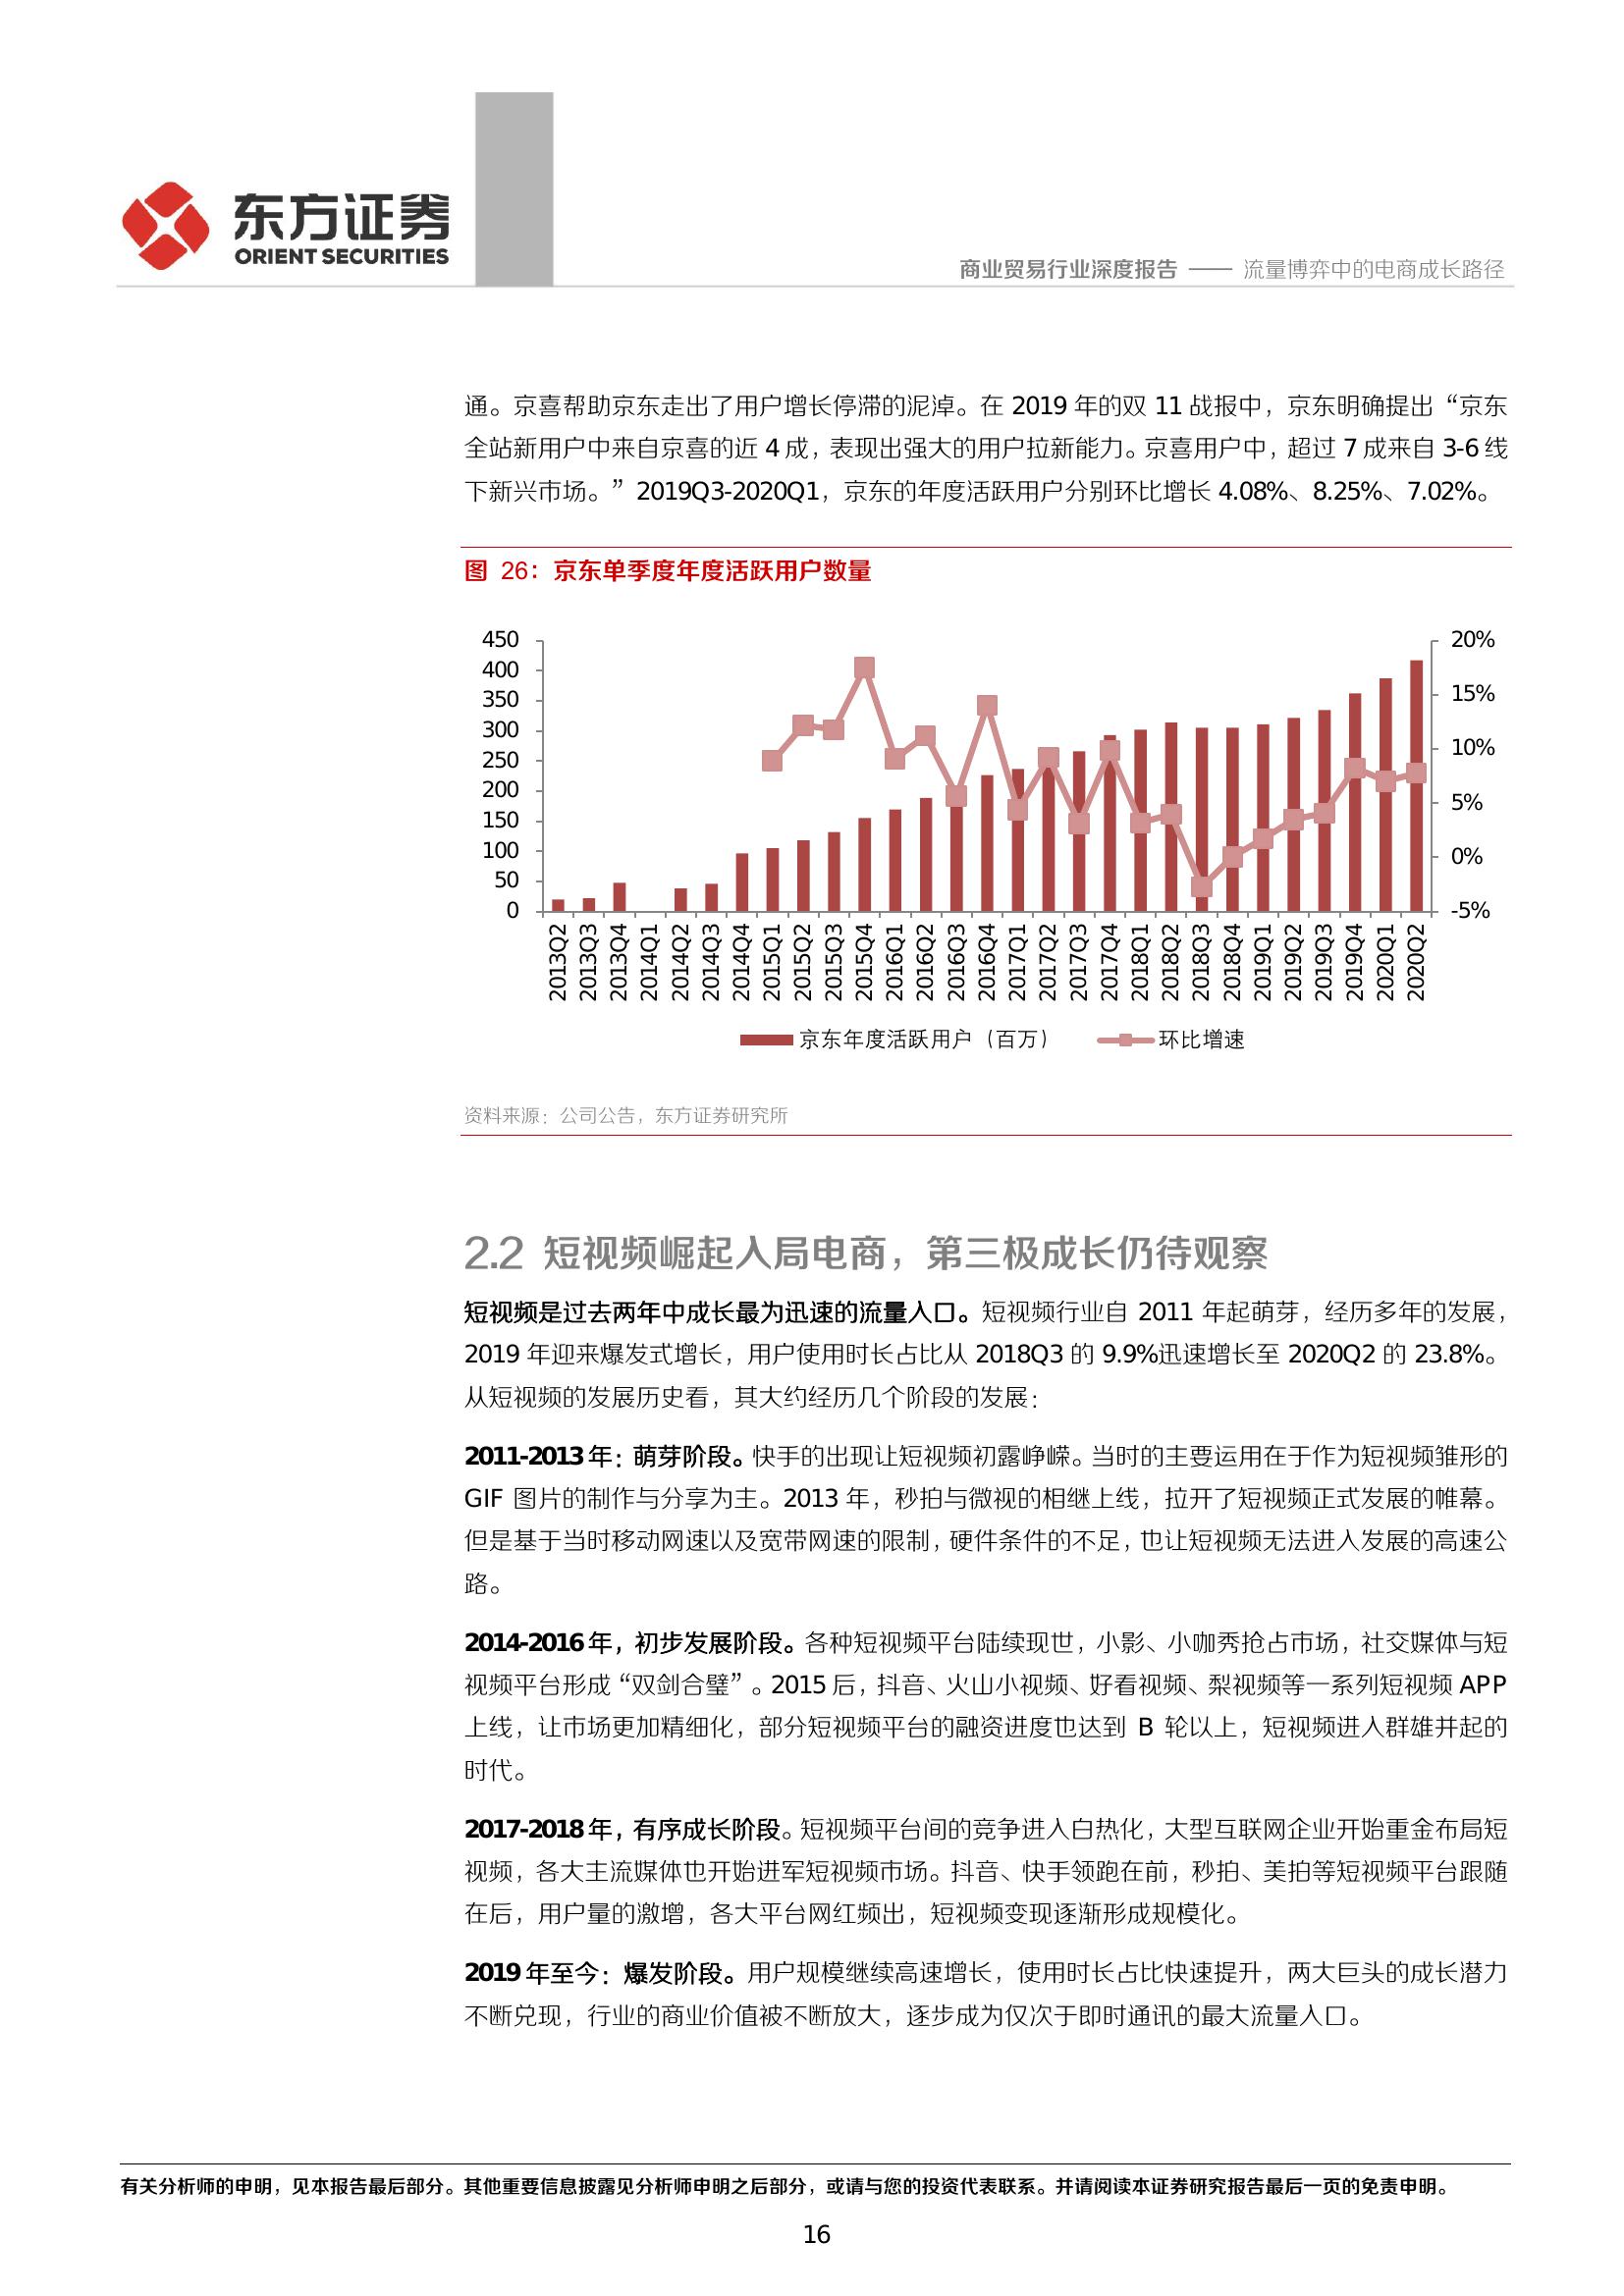 东方证券
ORIENT SECURITIES
商业贸易行业深度报告 —— 流量博弈中的电商成长路径
通。京喜帮助京东走出了用户增长停滞的泥淖。在 2019 年的双 11 战报中，京东明确提出“京东
全站新用户中来自京喜的近 4 成，表现出强大的用户拉新能力。京喜用户中，超过 7 成来自 3-6 线
下新兴市场。”2019Q3-2020Q1，京东的年度活跃用户分别环比增长 4.08%、8.25%、7.02%。
图 26：京东单季度年度活跃用户数量
450
400
350
300
250
200
150
100
50
0
20%
15%
10%
5%
0%
-5%
2013Q2
2013Q3
2013Q4
2014Q1
2014Q2
2014Q3
2014Q4
2015Q1
2015Q2
2015Q3
2015Q4
2016Q1
2016Q2
2016Q3
2016Q4
2017Q1
2017Q2
2017Q3
2017Q4
2018Q1
2018Q2
2018Q3
2018Q4
2019Q1
2019Q2
2019Q3
2019Q4
2020Q1
2020Q2
京东年度活跃用户（百万） 环比增速
资料来源：公司公告，东方证券研究所
2.2 短视频崛起入局电商，第三极成长仍待观察
短视频是过去两年中成长最为迅速的流量入口。短视频行业自 2011 年起萌芽，经历多年的发展，
2019 年迎来爆发式增长，用户使用时长占比从 2018Q3 的 9.9%迅速增长至 2020Q2 的 23.8%。
从短视频的发展历史看，其大约经历几个阶段的发展：
2011-2013 年：萌芽阶段。快手的出现让短视频初露峥嵘。当时的主要运用在于作为短视频雏形的
GIF 图片的制作与分享为主。2013 年，秒拍与微视的相继上线，拉开了短视频正式发展的帷幕。
但是基于当时移动网速以及宽带网速的限制，硬件条件的不足，也让短视频无法进入发展的高速公
路。
2014-2016 年，初步发展阶段。各种短视频平台陆续现世，小影、小咖秀抢占市场，社交媒体与短
视频平台形成“双剑合璧”。2015 后，抖音、火山小视频、好看视频、梨视频等一系列短视频 APP
上线，让市场更加精细化，部分短视频平台的融资进度也达到 B 轮以上，短视频进入群雄并起的
时代。
2017-2018 年，有序成长阶段。短视频平台间的竞争进入白热化，大型互联网企业开始重金布局短
视频，各大主流媒体也开始进军短视频市场。抖音、快手领跑在前，秒拍、美拍等短视频平台跟随
在后，用户量的激增，各大平台网红频出，短视频变现逐渐形成规模化。
2019 年至今：爆发阶段。用户规模继续高速增长，使用时长占比快速提升，两大巨头的成长潜力
不断兑现，行业的商业价值被不断放大，逐步成为仅次于即时通讯的最大流量入口。
有关分析师的申明，见本报告最后部分。其他重要信息披露见分析师申明之后部分，或请与您的投资代表联系。并请阅读本证券研究报告最后一页的免责申明。
16